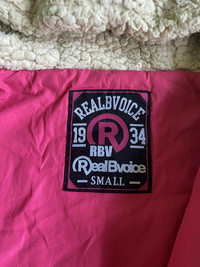 REALBVOICE
19 R 34
RBV
RealBvoice
SMALL